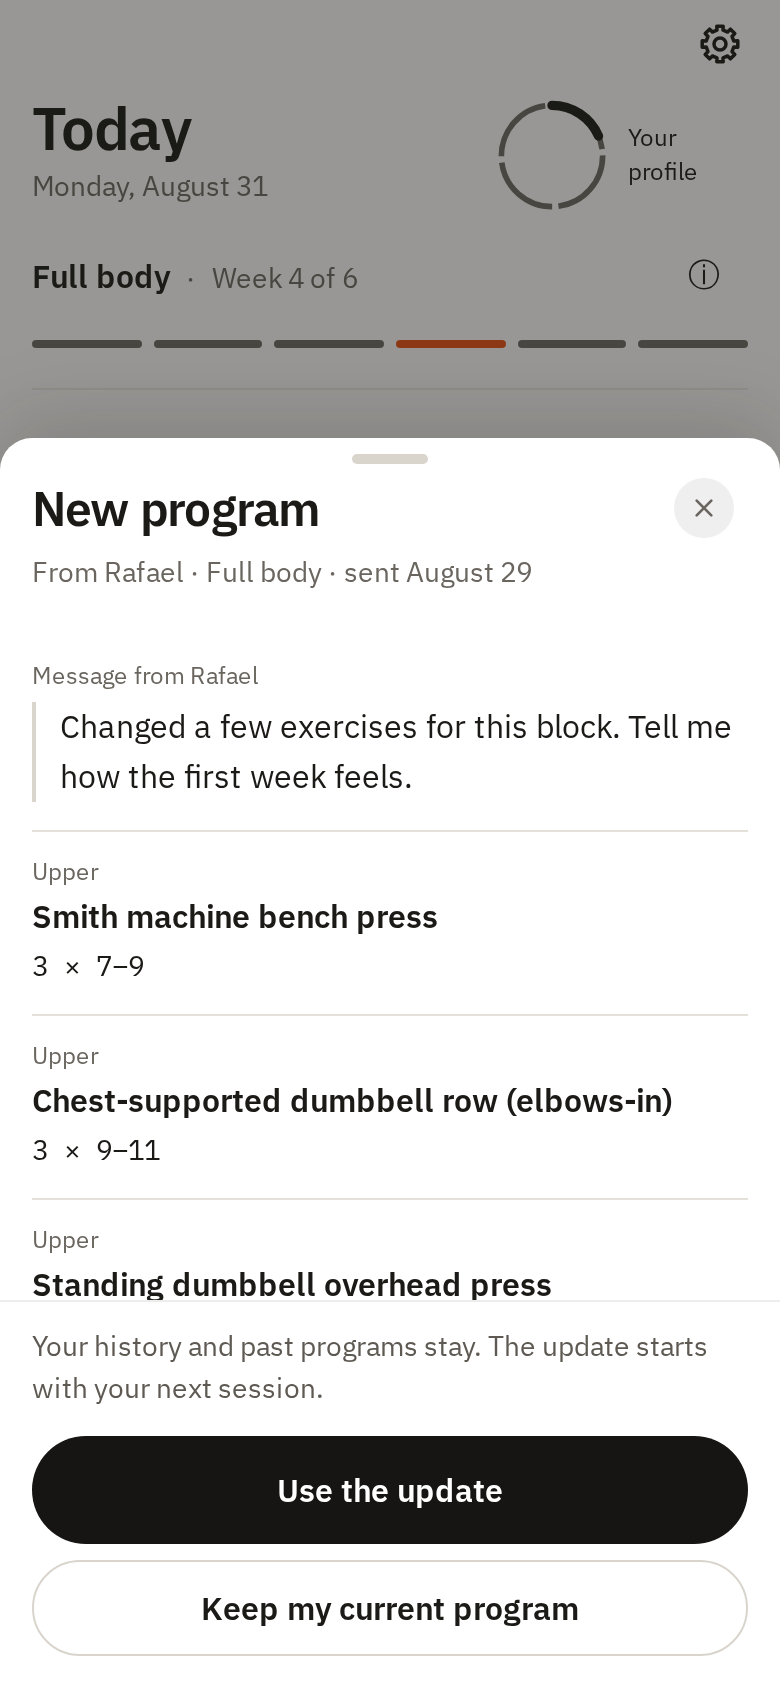 Today
Monday, August 31
Your
profile
Full body · Week 4 of 6
New program
From Rafael · Full body · sent August 29
Message from Rafael
Changed a few exercises for this block. Tell me
how the first week feels.
Upper
Smith machine bench press
3 × 7–9
Upper
Chest-supported dumbbell row (elbows-in)
3 × 9–11
Upper
Standing dumbbell overhead press
Your history and past programs stay. The update starts
with your next session.
Use the update
Keep my current program